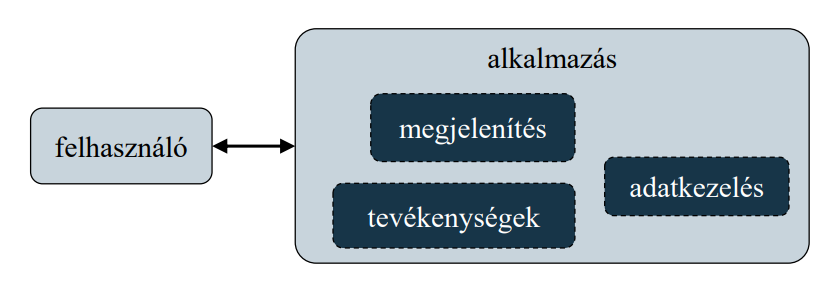 alkalmazás
megjelenítés
felhasználó
adatkezelés
tevékenységek